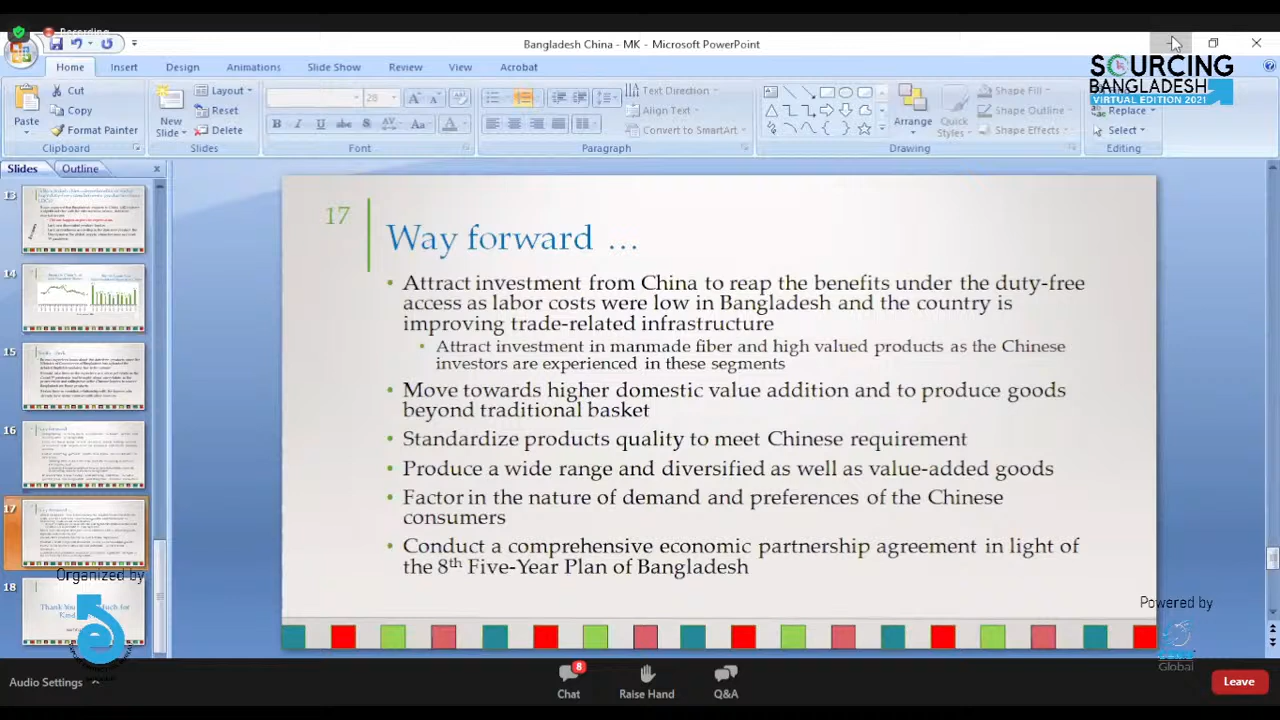 Recording
Bangladesh China - MK - Microsoft PowerPoint
SOURCING
BANGLADESH
VIRTUAL EDITION 2021
Home Insert Design Animations Slide Show Review View Acrobat
Paste
Cut
Copy
Format Painter
Clipboard
New
Slide
Layout
Reset
Delete
Slides
28
B I U abc S AV Aa A
Font
Text Direction
Align Text
Convert to SmartArt
Paragraph
Arrange
Quick
Styles
Shape Fill
Shape Outline
Shape Effects
Drawing
Replace
Select
Editing
Slides Outline
13
14
15
16
17
18
Thank You
17
Way forward …
• Attract investment from China to reap the benefits under the duty-free
access as labor costs were low in Bangladesh and the country is
improving trade-related infrastructure
• Attract investment in manmade fiber and high valued products as the Chinese
investors are experienced in these segments
• Move towards higher domestic value addition and to produce goods
beyond traditional basket
• Standardize products quality to meet Chinese requirement
• Produce a wide range and diversified as well as value-added goods
• Factor in the nature of demand and preferences of the Chinese
consumers
• Conduct a comprehensive economic partnership agreement in light of
the 8th Five-Year Plan of Bangladesh
Organized by
Powered by
Global
Audio Settings
8
Chat
Raise Hand
Q&A
Leave